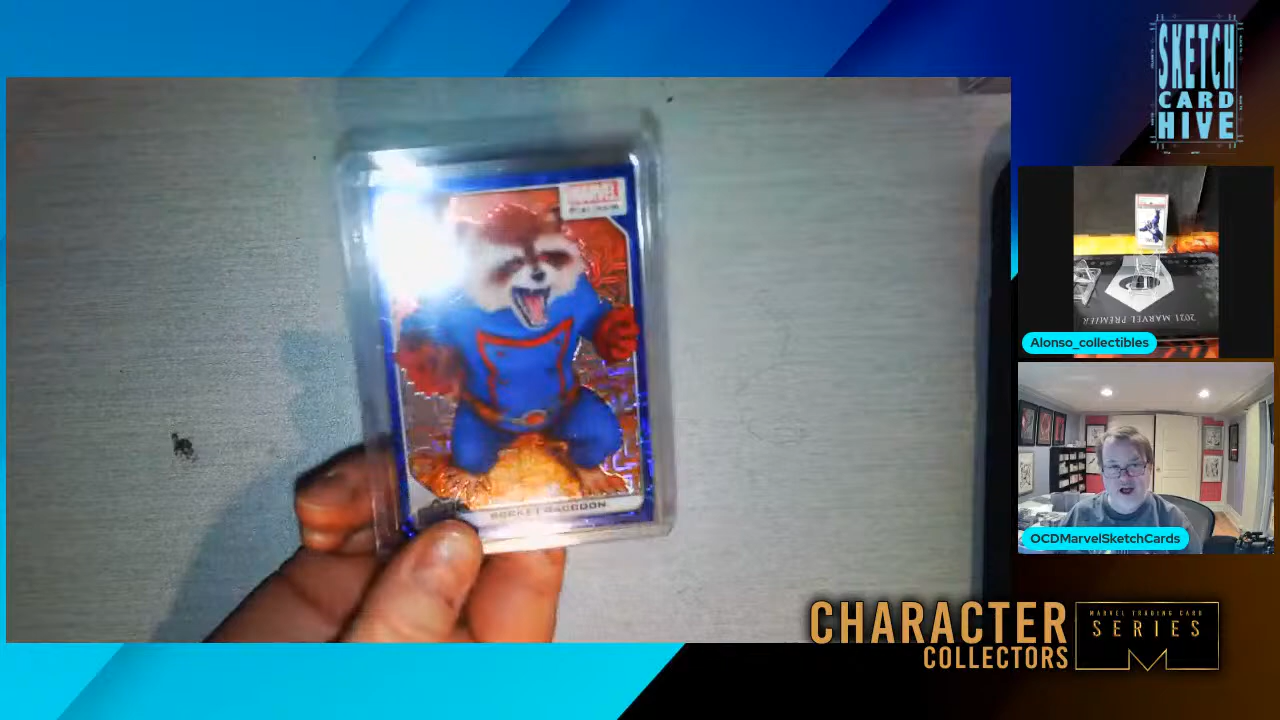 SKETCH
CARD
HIVE
MARVEL
ROCKET RACCOON
2021 MARVEL PREMIER
Alonso_collectibles
OCDMarvelSketchCards
CHARACTER
COLLECTORS
MARVEL TRADING CARD
SERIES
M